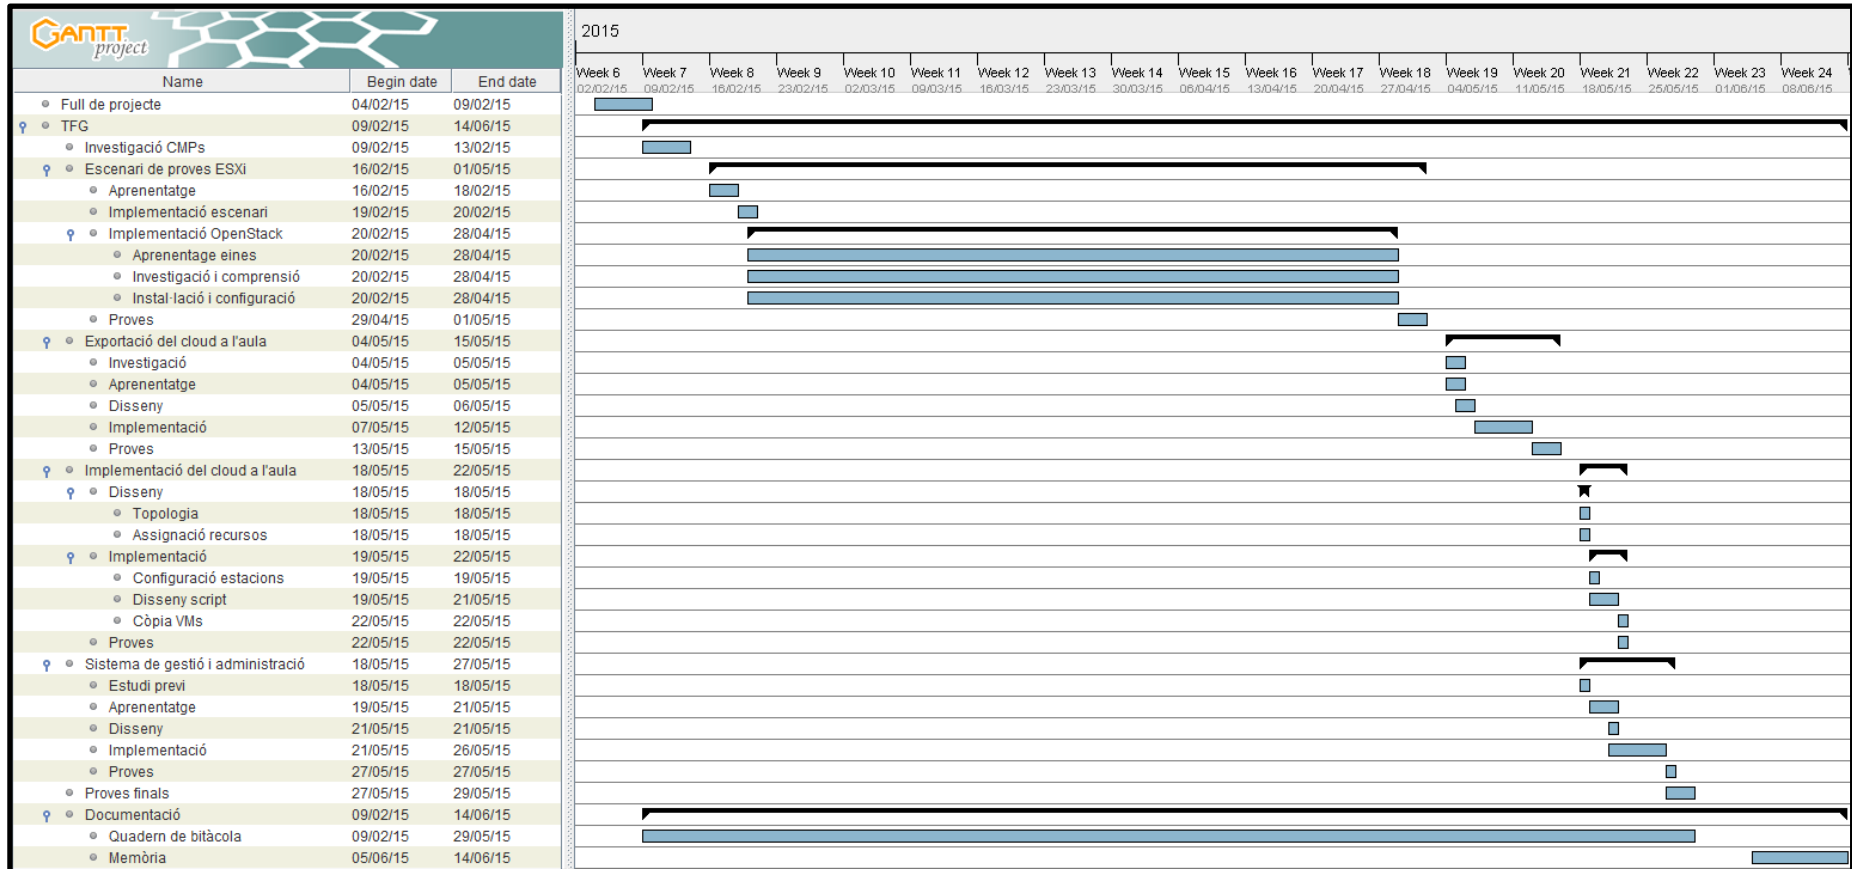 GANTT
project
2015
Week 6 Week 7 Week 8 Week 9 Week 10 Week 11 Week 12 Week 13 Week 14 Week 15 Week 16 Week 17 Week 18 Week 19 Week 20 Week 21 Week 22 Week 23 Week 24
Name Begin date End date 02/02/15 09/02/15 16/02/15 23/02/15 02/03/15 09/03/15 16/03/15 23/03/15 30/03/15 06/04/15 13/04/15 20/04/15 27/04/15 04/05/15 11/05/15 18/05/15 25/05/15 01/06/15 08/06/15
Full de projecte 04/02/15 09/02/15
TFG 09/02/15 14/06/15
Investigació CMPs 09/02/15 13/02/15
Escenari de proves ESXi 16/02/15 01/05/15
Aprenentatge 16/02/15 18/02/15
Implementació escenari 19/02/15 20/02/15
Implementació OpenStack 20/02/15 28/04/15
Aprenentage eines 20/02/15 28/04/15
Investigació i comprensió 20/02/15 28/04/15
Instal·lació i configuració 20/02/15 28/04/15
Proves 29/04/15 01/05/15
Exportació del cloud a l'aula 04/05/15 15/05/15
Investigació 04/05/15 05/05/15
Aprenentatge 04/05/15 05/05/15
Disseny 05/05/15 06/05/15
Implementació 07/05/15 12/05/15
Proves 13/05/15 15/05/15
Implementació del cloud a l'aula 18/05/15 22/05/15
Disseny 18/05/15 18/05/15
Topologia 18/05/15 18/05/15
Assignació recursos 18/05/15 18/05/15
Implementació 19/05/15 22/05/15
Configuració estacions 19/05/15 19/05/15
Disseny script 19/05/15 21/05/15
Còpia VMs 22/05/15 22/05/15
Proves 22/05/15 22/05/15
Sistema de gestió i administració 18/05/15 27/05/15
Estudi previ 18/05/15 18/05/15
Aprenentatge 19/05/15 21/05/15
Disseny 21/05/15 21/05/15
Implementació 21/05/15 26/05/15
Proves 27/05/15 27/05/15
Proves finals 27/05/15 29/05/15
Documentació 09/02/15 14/06/15
Quadern de bitàcola 09/02/15 29/05/15
Memòria 05/06/15 14/06/15